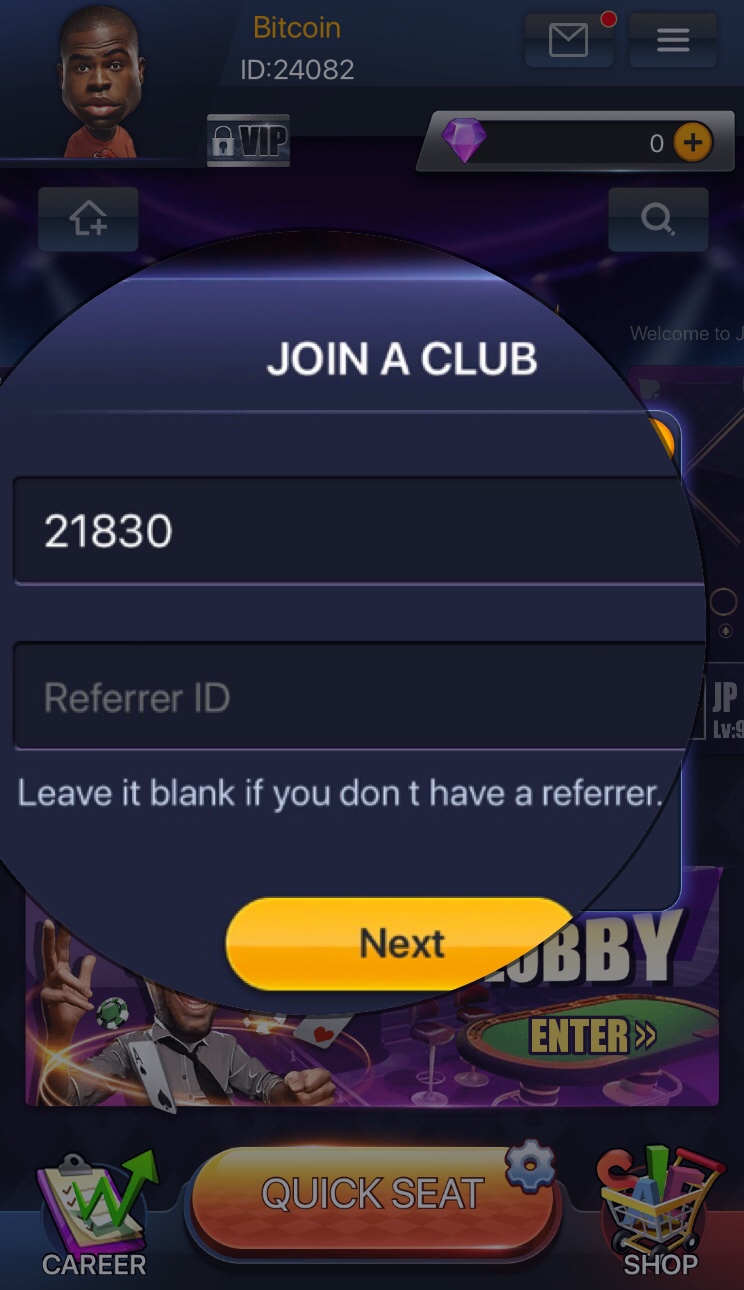 Bitcoin
ID:24082
VIP
0
Welcome to J
JOIN A CLUB
21830
Referrer ID
Leave it blank if you don t have a referrer.
JP
Lv:9
Next
LOBBY
ENTER »
QUICK SEAT
CAREER
SALE
SHOP